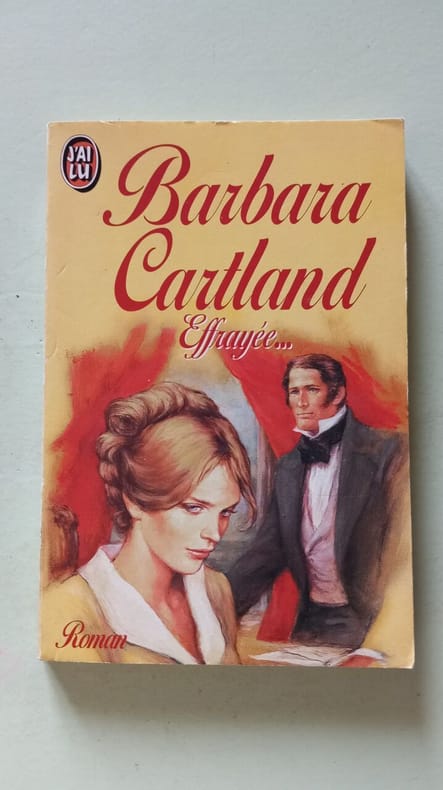 J'AI
LU
Barbara
Cartland
Effrayée...
Roman